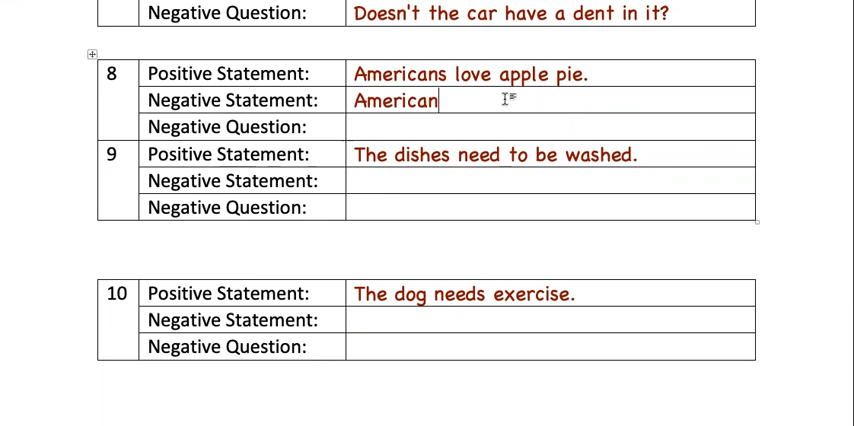 Negative Question: Doesn't the car have a dent in it?
8 Positive Statement: Americans love apple pie.
Negative Statement: American
Negative Question:
9 Positive Statement: The dishes need to be washed.
Negative Statement:
Negative Question:
10 Positive Statement: The dog needs exercise.
Negative Statement:
Negative Question: